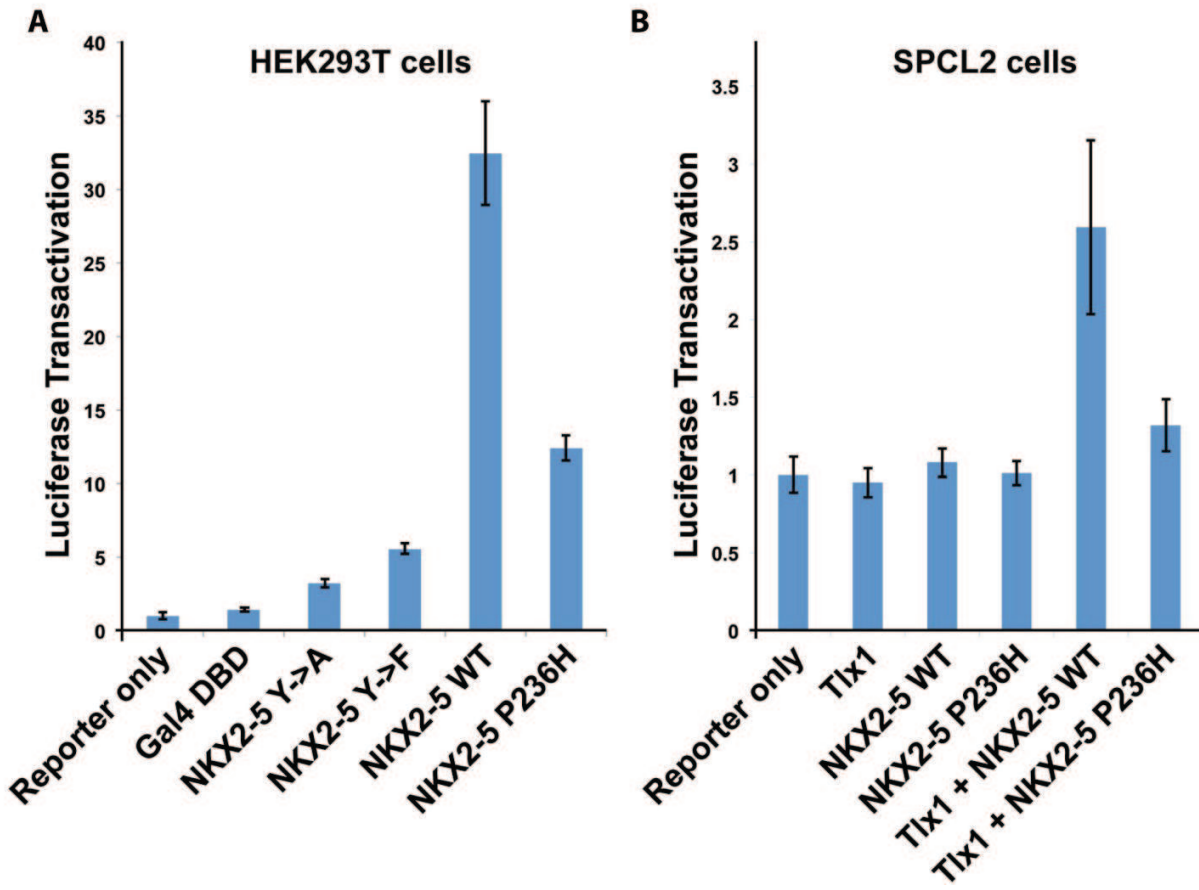 A
HEK293T cells
Luciferase Transactivation
40
35
30
25
20
15
10
5
0
Reporter only
Gal4 DBD
NKX2-5 Y->A
NKX2-5 Y->F
NKX2-5 WT
NKX2-5 P236H
B
SPCL2 cells
Luciferase Transactivation
3.5
3
2.5
2
1.5
1
0.5
0
Reporter only
Tlx1
NKX2-5 WT
NKX2-5 P236H
Tlx1 + NKX2-5 WT
Tlx1 + NKX2-5 P236H